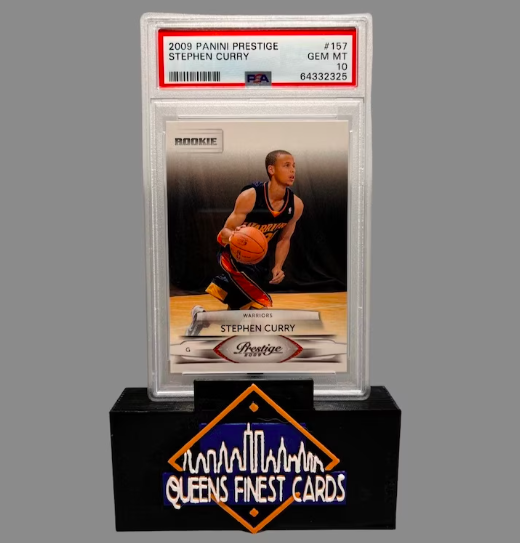 2009 PANINI PRESTIGE #157
STEPHEN CURRY GEM MT
10
PSA 64332325
ROOKIE
WARRIORS
STEPHEN CURRY
G
Prestige
2009
QUEENS FINEST CARDS